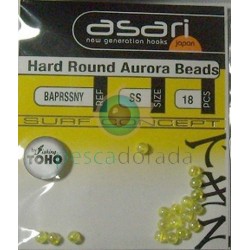 asari
new generation hooks
japan
Hard Round Aurora Beads
BAPRSSNY REF SS SIZE 18 PCS
SURF CONCEPT
Fishing
TOHO
pescadorada